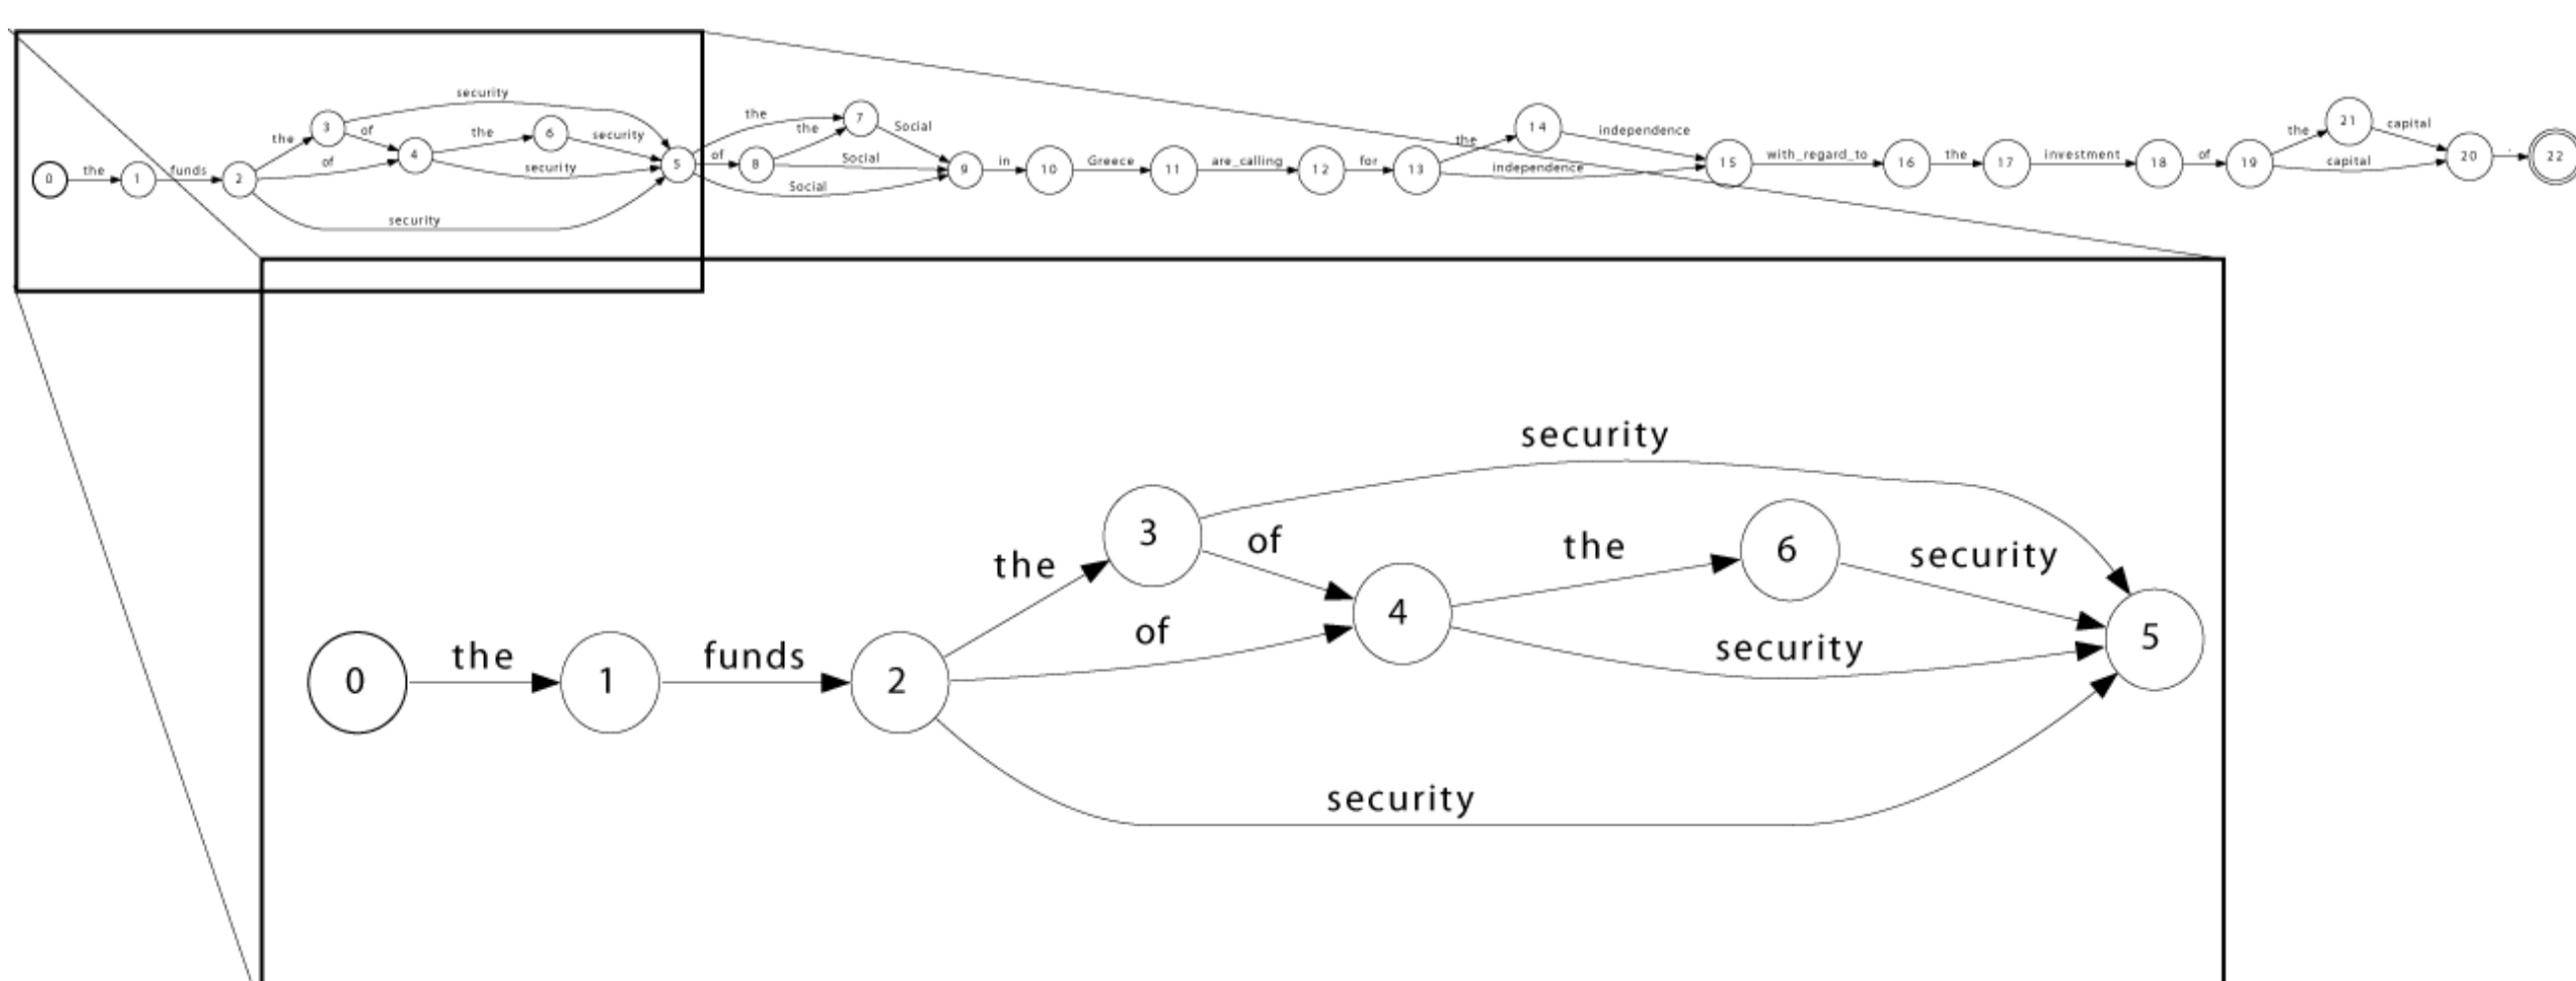 security
the
the
3
of
the
6
security
the
7
Social
0
the
1
funds
2
of
4
security
5
of
8
Social
Social
9
in
10
Greece
11
are_calling
12
for
13
the
14
independence
independence
15
with_regard_to
16
the
17
investment
18
of
19
the
21
capital
capital
20
.
22
security
security
3
of
the
6
security
the
4
of
security
0
the
1
funds
2
5
security